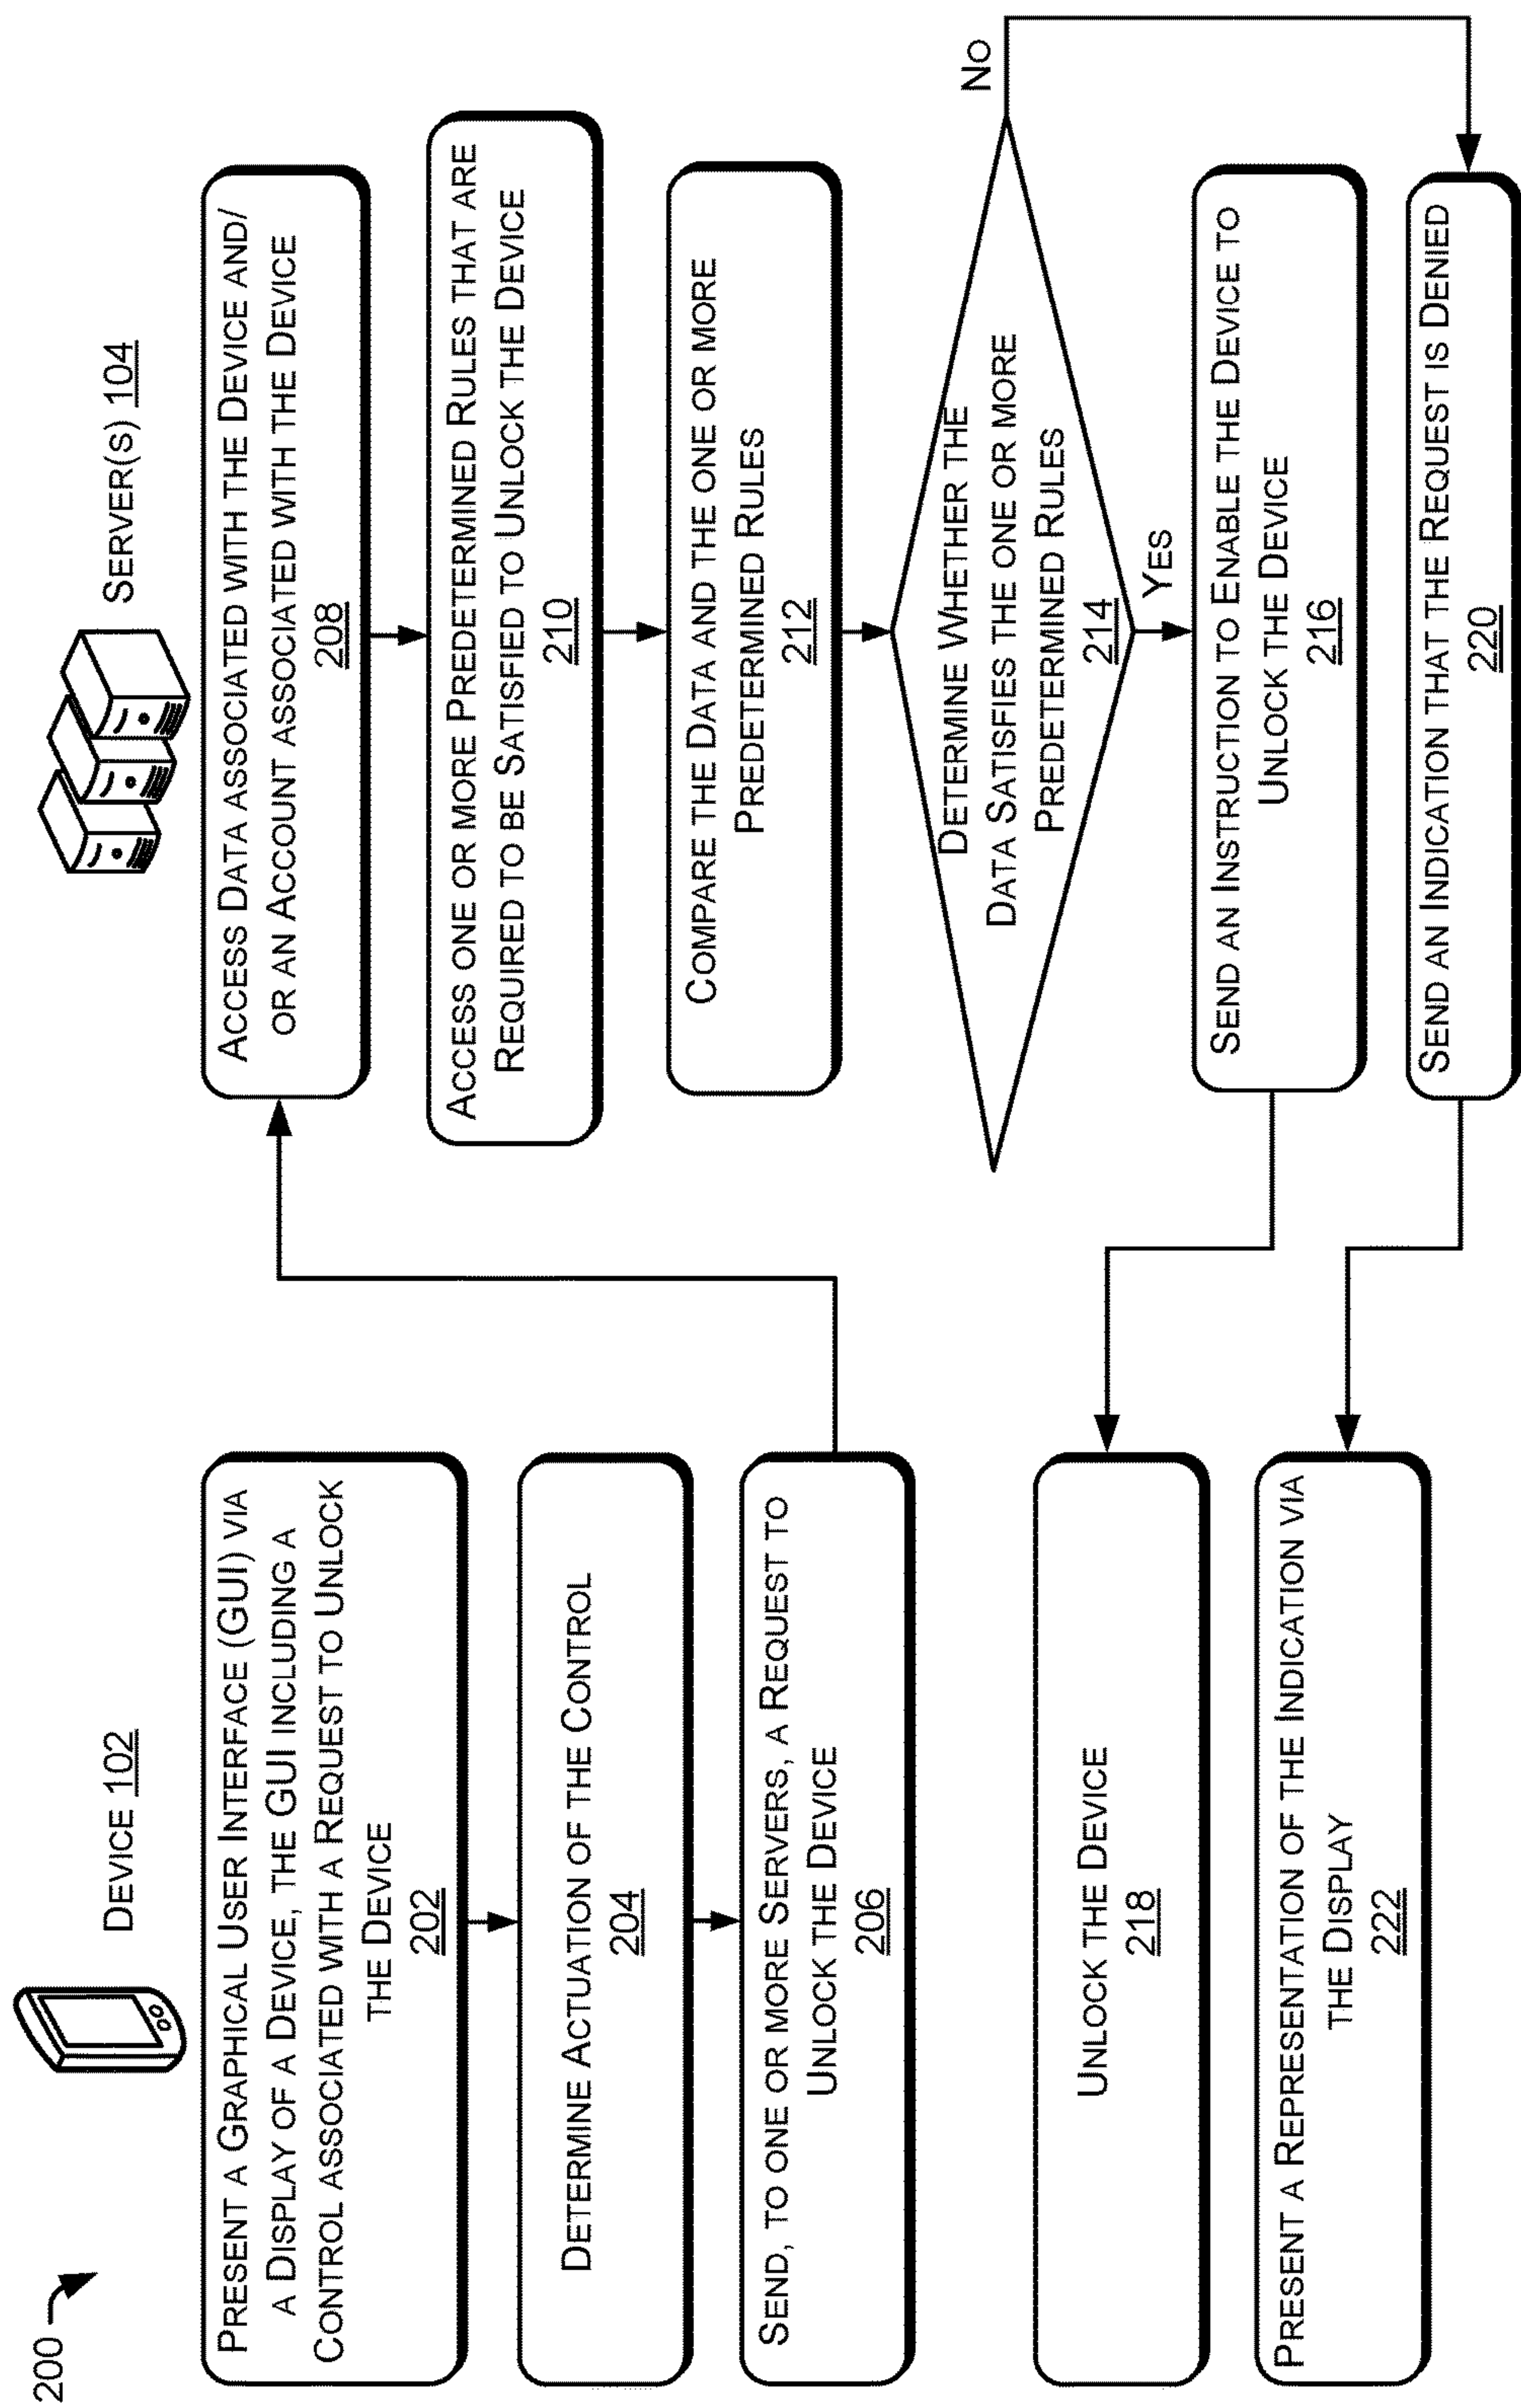 200
DEVICE 102
PRESENT A GRAPHICAL USER INTERFACE (GUI) VIA
A DISPLAY OF A DEVICE, THE GUI INCLUDING A
CONTROL ASSOCIATED WITH A REQUEST TO UNLOCK
THE DEVICE
202
DETERMINE ACTUATION OF THE CONTROL
204
SEND, TO ONE OR MORE SERVERS, A REQUEST TO
UNLOCK THE DEVICE
206
UNLOCK THE DEVICE
218
PRESENT A REPRESENTATION OF THE INDICATION VIA
THE DISPLAY
222
SERVER(S) 104
ACCESS DATA ASSOCIATED WITH THE DEVICE AND/
OR AN ACCOUNT ASSOCIATED WITH THE DEVICE
208
ACCESS ONE OR MORE PREDETERMINED RULES THAT ARE
REQUIRED TO BE SATISFIED TO UNLOCK THE DEVICE
210
COMPARE THE DATA AND THE ONE OR MORE
PREDETERMINED RULES
212
DETERMINE WHETHER THE
DATA SATISFIES THE ONE OR MORE
PREDETERMINED RULES
214
NO
YES
SEND AN INSTRUCTION TO ENABLE THE DEVICE TO
UNLOCK THE DEVICE
216
SEND AN INDICATION THAT THE REQUEST IS DENIED
220